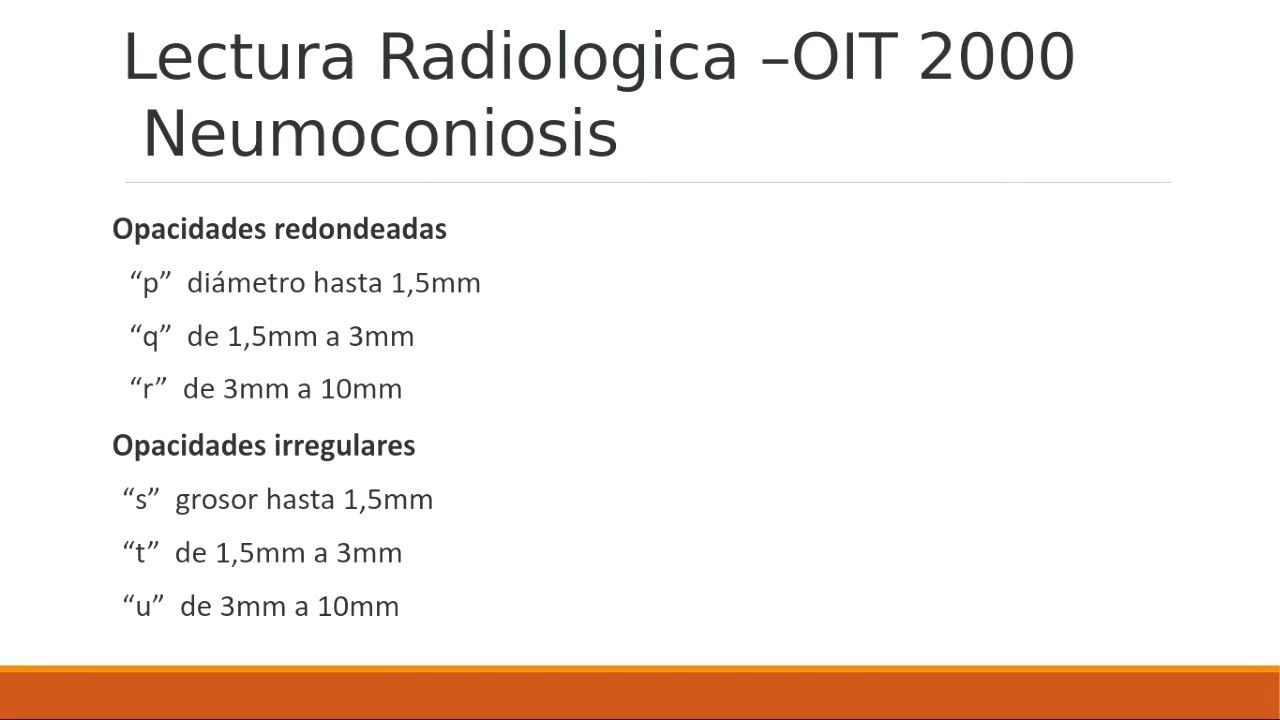 Lectura Radiologica –OIT 2000
Neumoconiosis
Opacidades redondeadas
“p” diámetro hasta 1,5mm
“q” de 1,5mm a 3mm
“r” de 3mm a 10mm
Opacidades irregulares
“s” grosor hasta 1,5mm
“t” de 1,5mm a 3mm
“u” de 3mm a 10mm